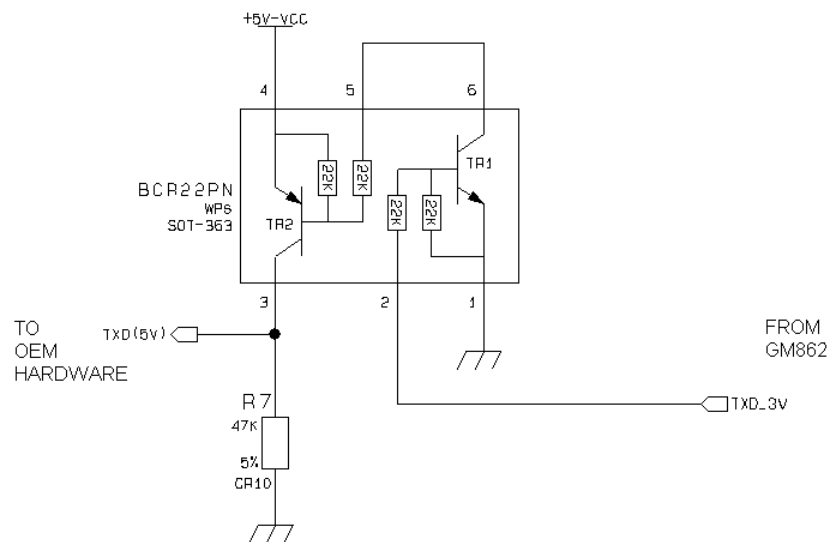 +5V-VCC
4
5
6
22K
22K
TR1
BCR22PN
WPs
SOT-363
TR2
22K
22K
3
2
1
TO
OEM
HARDWARE
TXD(5V)
FROM
GM862
R7
47K
5%
CR10
TXD_3V